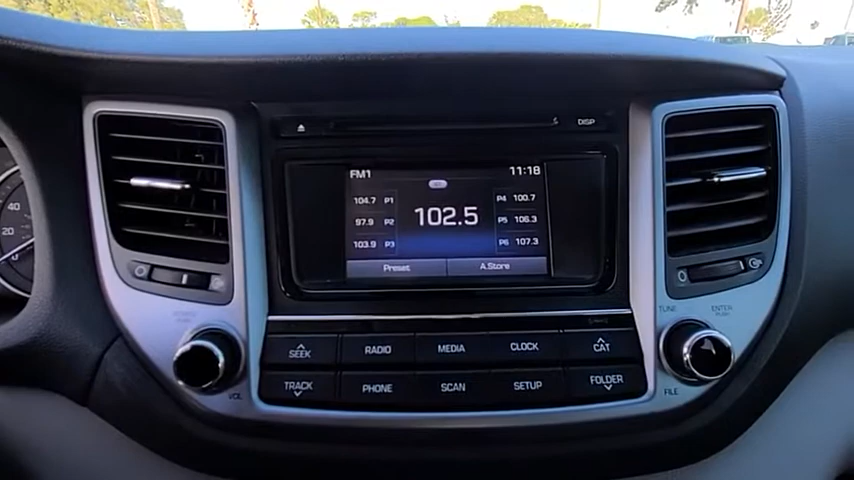 DISP
FM1 11:18
104.7 P1 P4 100.7
97.9 P2 102.5 P5 106.3
103.9 P3 P6 107.3
Preset A.Store
TUNE ENTER
SEEK RADIO MEDIA CLOCK CAT
TRACK PHONE SCAN SETUP FOLDER
VOL FILE
40
20